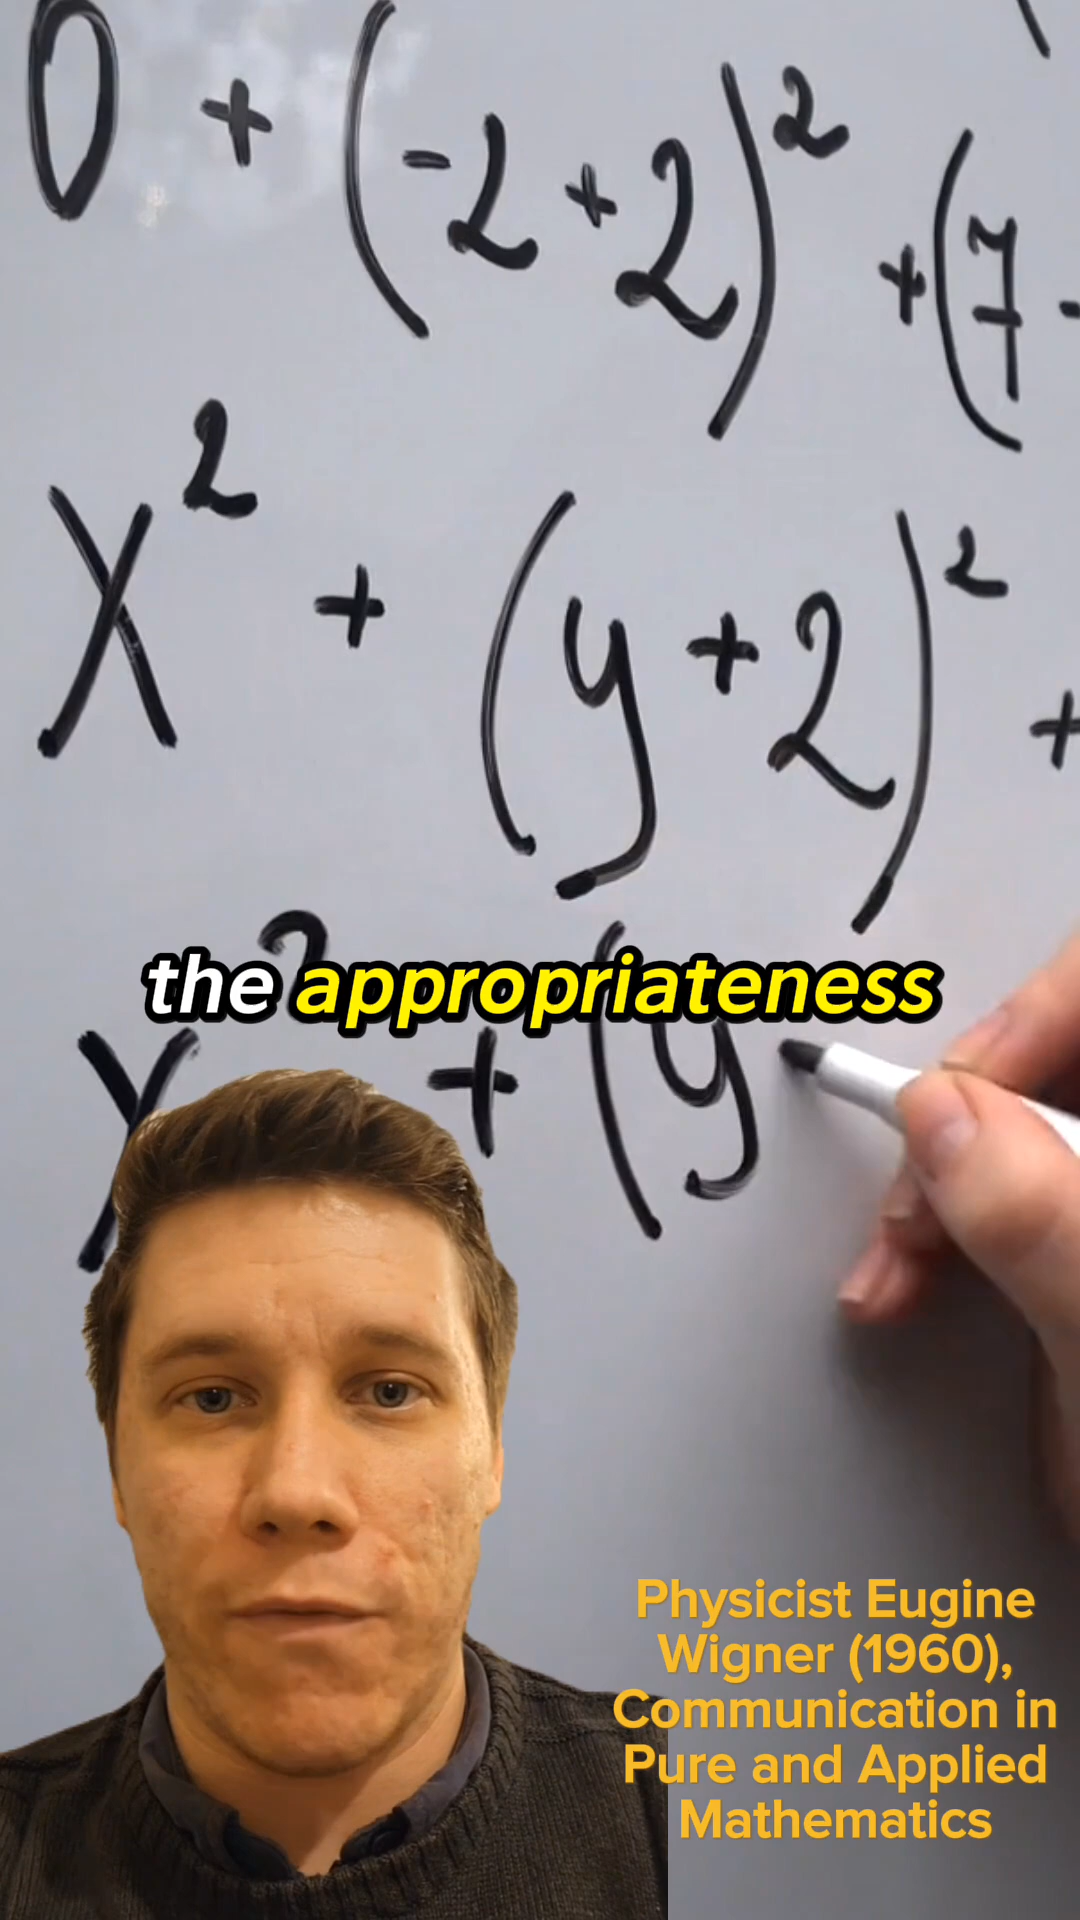 0 + (-2+2)² + (7-
x² + (y+2)² +
the appropriateness
x² + (y
Physicist Eugine
Wigner (1960),
Communication in
Pure and Applied
Mathematics